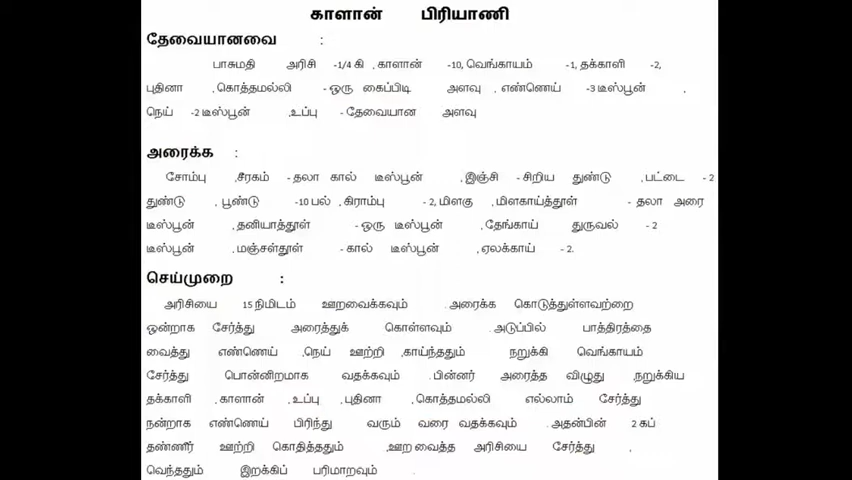 காளான் பிரியாணி
தேவையானவை :
பாசுமதி அரிசி -1/4 கி , காளான் -10, வெங்காயம் -1, தக்காளி -2,
புதினா , கொத்தமல்லி - ஒரு கைப்பிடி அளவு , எண்ணெய் -3 டீஸ்பூன் ,
நெய் -2 டீஸ்பூன் ,உப்பு - தேவையான அளவு
அரைக்க :
சோம்பு ,சீரகம் - தலா கால் டீஸ்பூன் ,இஞ்சி - சிறிய துண்டு ,பட்டை - 2
துண்டு , பூண்டு -10 பல் , கிராம்பு - 2, மிளகு ,மிளகாய்த்தூள் - தலா அரை
டீஸ்பூன் ,தனியாத்தூள் - ஒரு டீஸ்பூன் ,தேங்காய் துருவல் - 2
டீஸ்பூன் ,மஞ்சள்தூள் - கால் டீஸ்பூன் ,ஏலக்காய் - 2.
செய்முறை :
அரிசியை 15 நிமிடம் ஊறவைக்கவும் . அரைக்க கொடுத்துள்ளவற்றை
ஒன்றாக சேர்த்து அரைத்துக் கொள்ளவும் . அடுப்பில் பாத்திரத்தை
வைத்து எண்ணெய் ,நெய் ஊற்றி ,காய்ந்ததும் நறுக்கி வெங்காயம்
சேர்த்து பொன்னிறமாக வதக்கவும் . பின்னர் அரைத்த விழுது ,நறுக்கிய
தக்காளி , காளான் , உப்பு , புதினா , கொத்தமல்லி எல்லாம் சேர்த்து
நன்றாக எண்ணெய் பிரிந்து வரும் வரை வதக்கவும் . அதன்பின் 2 கப்
தண்ணீர் ஊற்றி கொதித்ததும் ,ஊற வைத்த அரிசியை சேர்த்து ,
வெந்ததும் இறக்கிப் பரிமாறவும் .